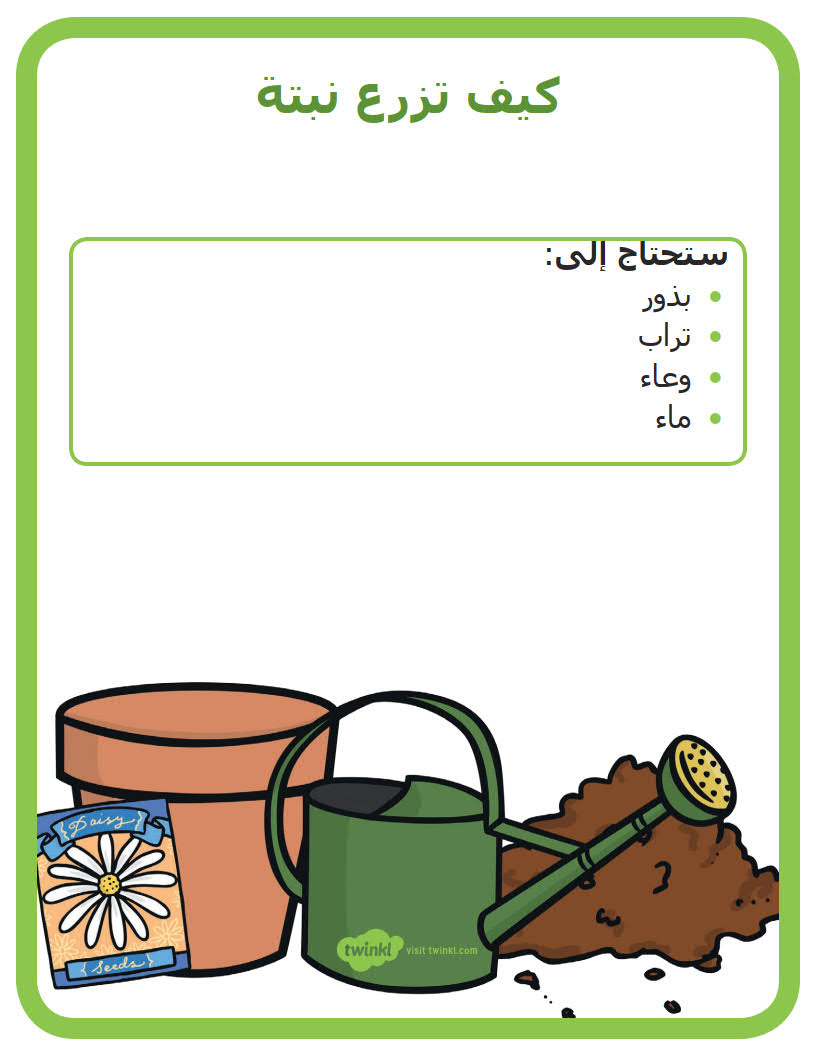 كيف تزرع نبتة
ستحتاج إلى:
• بذور
• تراب
• وعاء
• ماء
Daisy
Seeds
twinkl visit twinkl.com